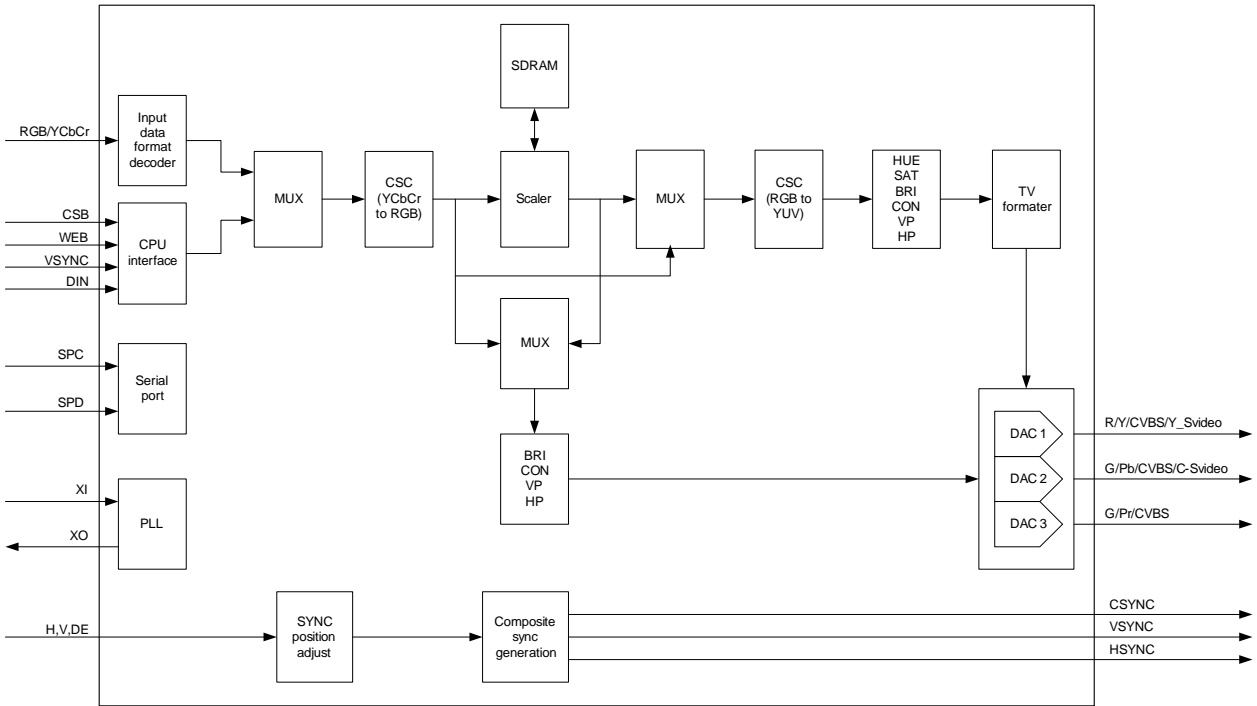 SDRAM
RGB/YCbCr
Input
data
format
decoder
MUX
CSC
(YCbCr
to RGB)
Scaler
MUX
CSC
(RGB to
YUV)
HUE
SAT
BRI
CON
VP
HP
TV
formater
CSB
WEB
VSYNC
DIN
CPU
interface
MUX
SPC
SPD
Serial
port
BRI
CON
VP
HP
DAC 1
DAC 2
DAC 3
R/Y/CVBS/Y_Svideo
G/Pb/CVBS/C-Svideo
G/Pr/CVBS
XI
XO
PLL
H,V,DE
SYNC
position
adjust
Composite
sync
generation
CSYNC
VSYNC
HSYNC